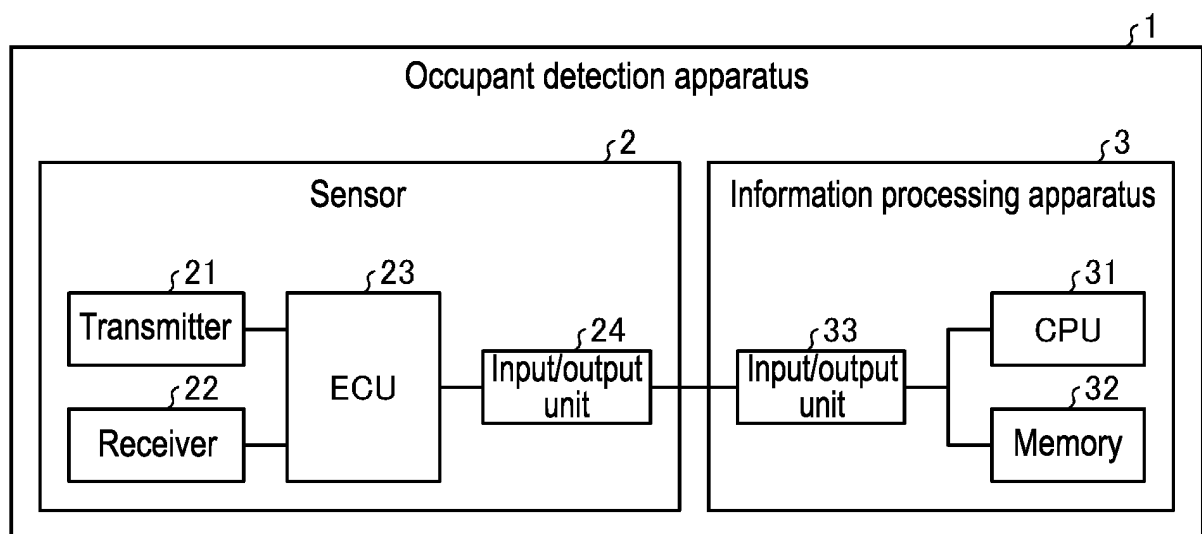 1
Occupant detection apparatus
2
Sensor
3
Information processing apparatus
21
Transmitter
22
Receiver
23
ECU
24
Input/output
unit
33
Input/output
unit
31
CPU
32
Memory